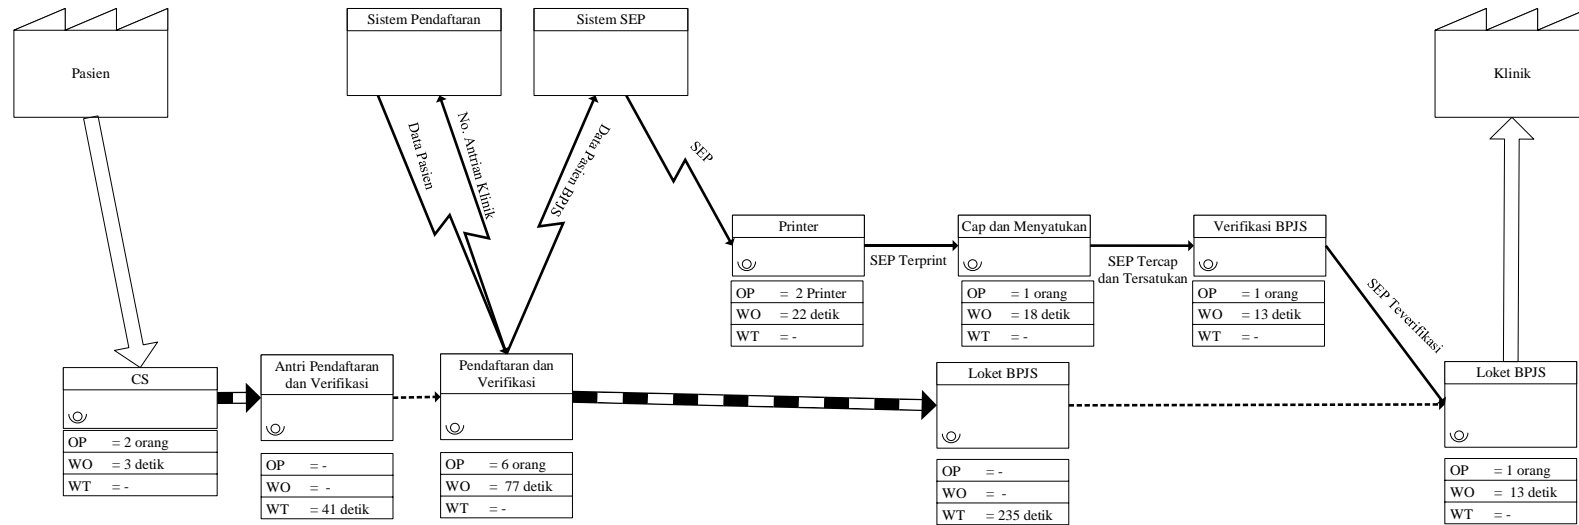 Pasien
Sistem Pendaftaran
Sistem SEP
Klinik
Data Pasien
No. Antrian Klinik
Data Pasien BPJS
SEP
Printer
OP = 2 Printer
WO = 22 detik
WT = -
SEP Terprint
Cap dan Menyatukan
OP = 1 orang
WO = 18 detik
WT = -
SEP Tercap
dan Tersatukan
Verifikasi BPJS
OP = 1 orang
WO = 13 detik
WT = -
SEP Teverifikasi
CS
OP = 2 orang
WO = 3 detik
WT = -
Antri Pendaftaran
dan Verifikasi
OP = -
WO = -
WT = 41 detik
Pendaftaran dan
Verifikasi
OP = 6 orang
WO = 77 detik
WT = -
Loket BPJS
OP = -
WO = -
WT = 235 detik
Loket BPJS
OP = 1 orang
WO = 13 detik
WT = -